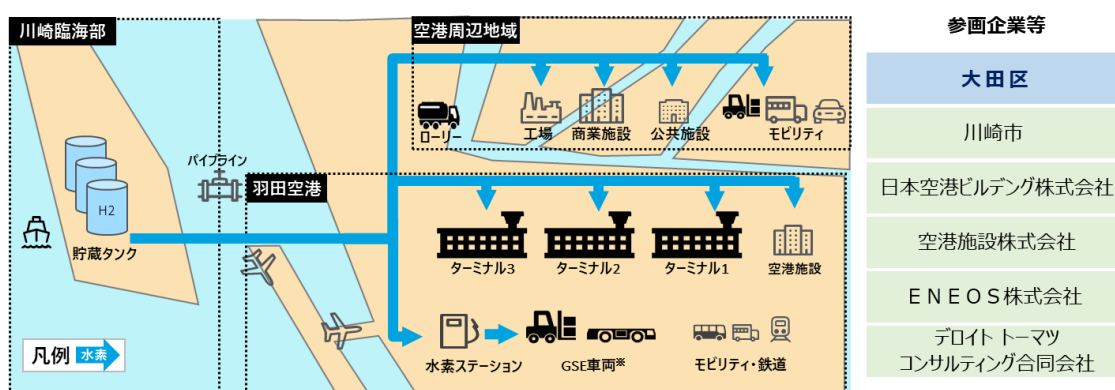 川崎臨海部
空港周辺地域
ローリー
工場
商業施設
公共施設
モビリティ
パイプライン
羽田空港
H2
貯蔵タンク
ターミナル3
ターミナル2
ターミナル1
空港施設
水素ステーション
GSE車両※
モビリティ・鉄道
凡例 水素
参画企業等
大田区
川崎市
日本空港ビルデング株式会社
空港施設株式会社
ENEOS株式会社
デロイト トーマツ
コンサルティング合同会社